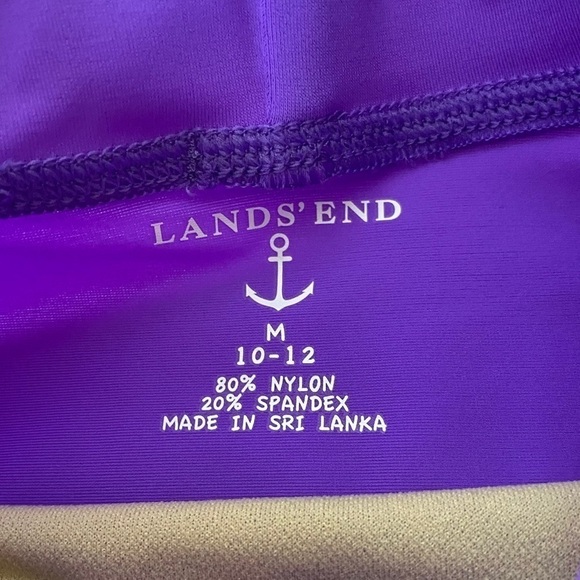 LANDS' END
M
10-12
80% NYLON
20% SPANDEX
MADE IN SRI LANKA